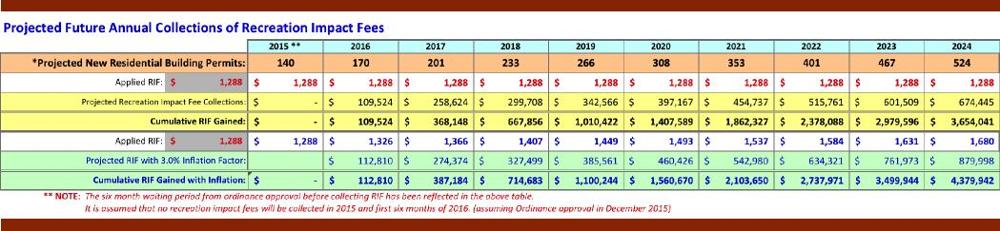 Projected Future Annual Collections of Recreation Impact Fees
2015 ** 2016 2017 2018 2019 2020 2021 2022 2023 2024
*Projected New Residential Building Permits: 140 170 201 233 266 308 353 401 467 524
Applied RIF: $ 1,288 $ 1,288 $ 1,288 $ 1,288 $ 1,288 $ 1,288 $ 1,288 $ 1,288 $ 1,288 $ 1,288 $ 1,288
Projected Recreation Impact Fee Collections: $ - $ 109,524 $ 258,624 $ 299,708 $ 342,566 $ 397,167 $ 454,737 $ 515,761 $ 601,509 $ 674,445
Cumulative RIF Gained: $ - $ 109,524 $ 368,148 $ 667,856 $ 1,010,422 $ 1,407,589 $ 1,862,327 $ 2,378,088 $ 2,979,596 $ 3,654,041
Applied RIF: $ 1,288 $ 1,288 $ 1,326 $ 1,366 $ 1,407 $ 1,449 $ 1,493 $ 1,537 $ 1,584 $ 1,631 $ 1,680
Projected RIF with 3.0% Inflation Factor: $ 112,810 $ 274,374 $ 327,499 $ 385,561 $ 460,426 $ 542,980 $ 634,321 $ 761,973 $ 879,998
Cumulative RIF Gained with Inflation: $ - $ 112,810 $ 387,184 $ 714,683 $ 1,100,244 $ 1,560,670 $ 2,103,650 $ 2,737,971 $ 3,499,944 $ 4,379,942
** NOTE: The six month waiting period from ordinance approval before collecting RIF has been reflected in the above table.
It is assumed that no recreation impact fees will be collected in 2015 and first six months of 2016. (assuming Ordinance approval in December 2015)